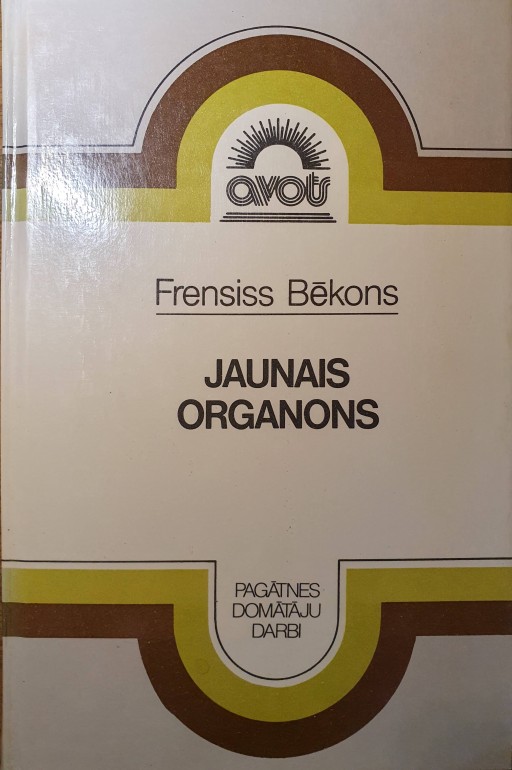 avots
Frensiss Bēkons
JAUNAIS
ORGANONS
PAGĀTNES
DOMĀTĀJU
DARBI